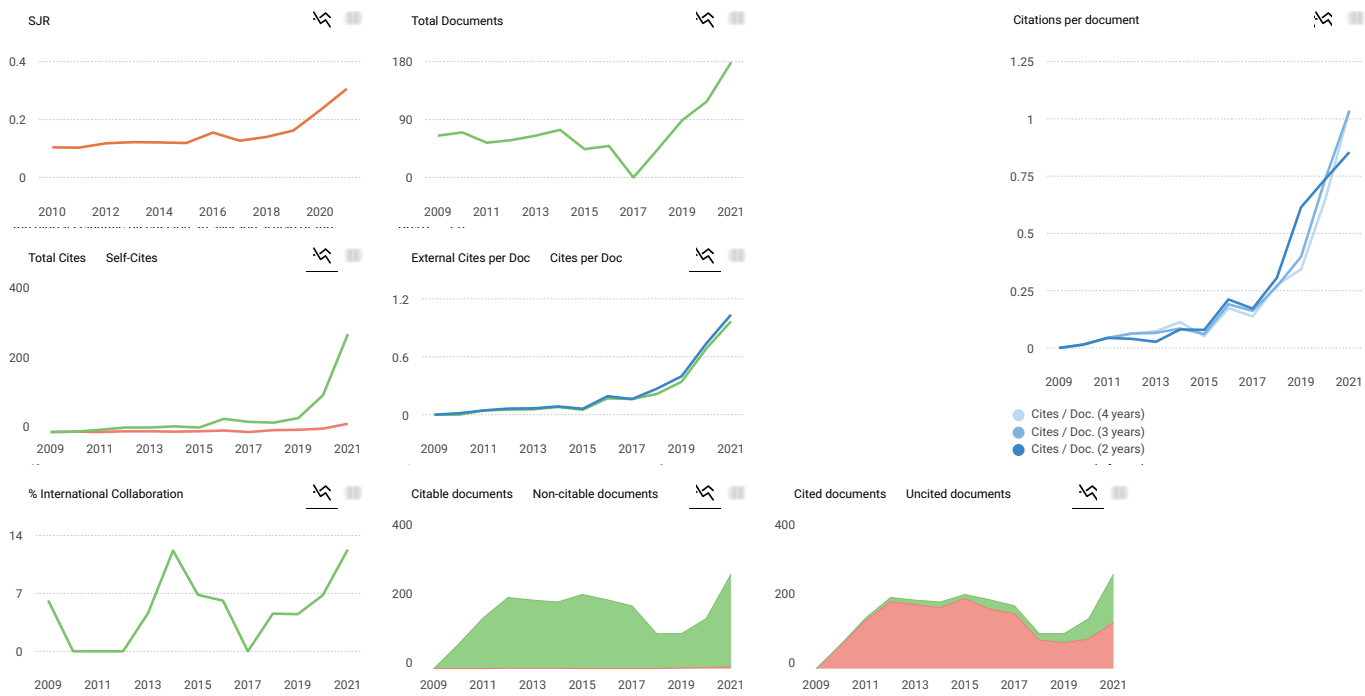 SJR
0.4
0.2
0
2010 2012 2014 2016 2018 2020
Total Documents
180
90
0
2009 2011 2013 2015 2017 2019 2021
Citations per document
1.25
1
0.75
0.5
0.25
0
2009 2011 2013 2015 2017 2019 2021
Cites / Doc. (4 years)
Cites / Doc. (3 years)
Cites / Doc. (2 years)
Total Cites Self-Cites
400
200
0
2009 2011 2013 2015 2017 2019 2021
External Cites per Doc Cites per Doc
1.2
0.6
0
2009 2011 2013 2015 2017 2019 2021
% International Collaboration
14
7
0
2009 2011 2013 2015 2017 2019 2021
Citable documents Non-citable documents
400
200
0
2009 2011 2013 2015 2017 2019 2021
Cited documents Uncited documents
400
200
0
2009 2011 2013 2015 2017 2019 2021